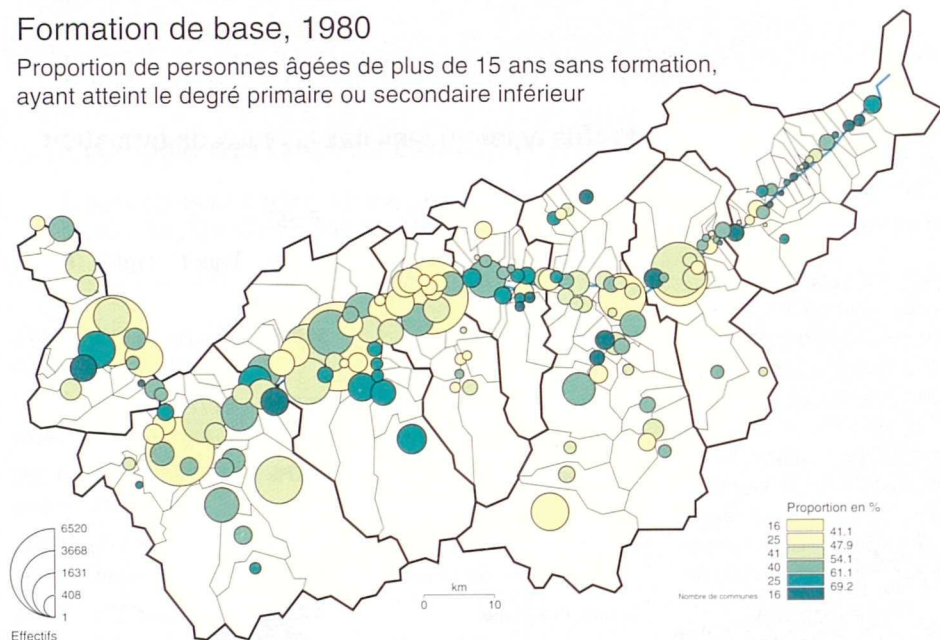 Formation de base, 1980
Proportion de personnes âgées de plus de 15 ans sans formation,
ayant atteint le degré primaire ou secondaire inférieur
6520
3668
1631
408
1
Effectifs
km
0 10
Proportion en %
16
25
41
40
25
16
41.1
47.9
54.1
61.1
69.2
Nombre de communes